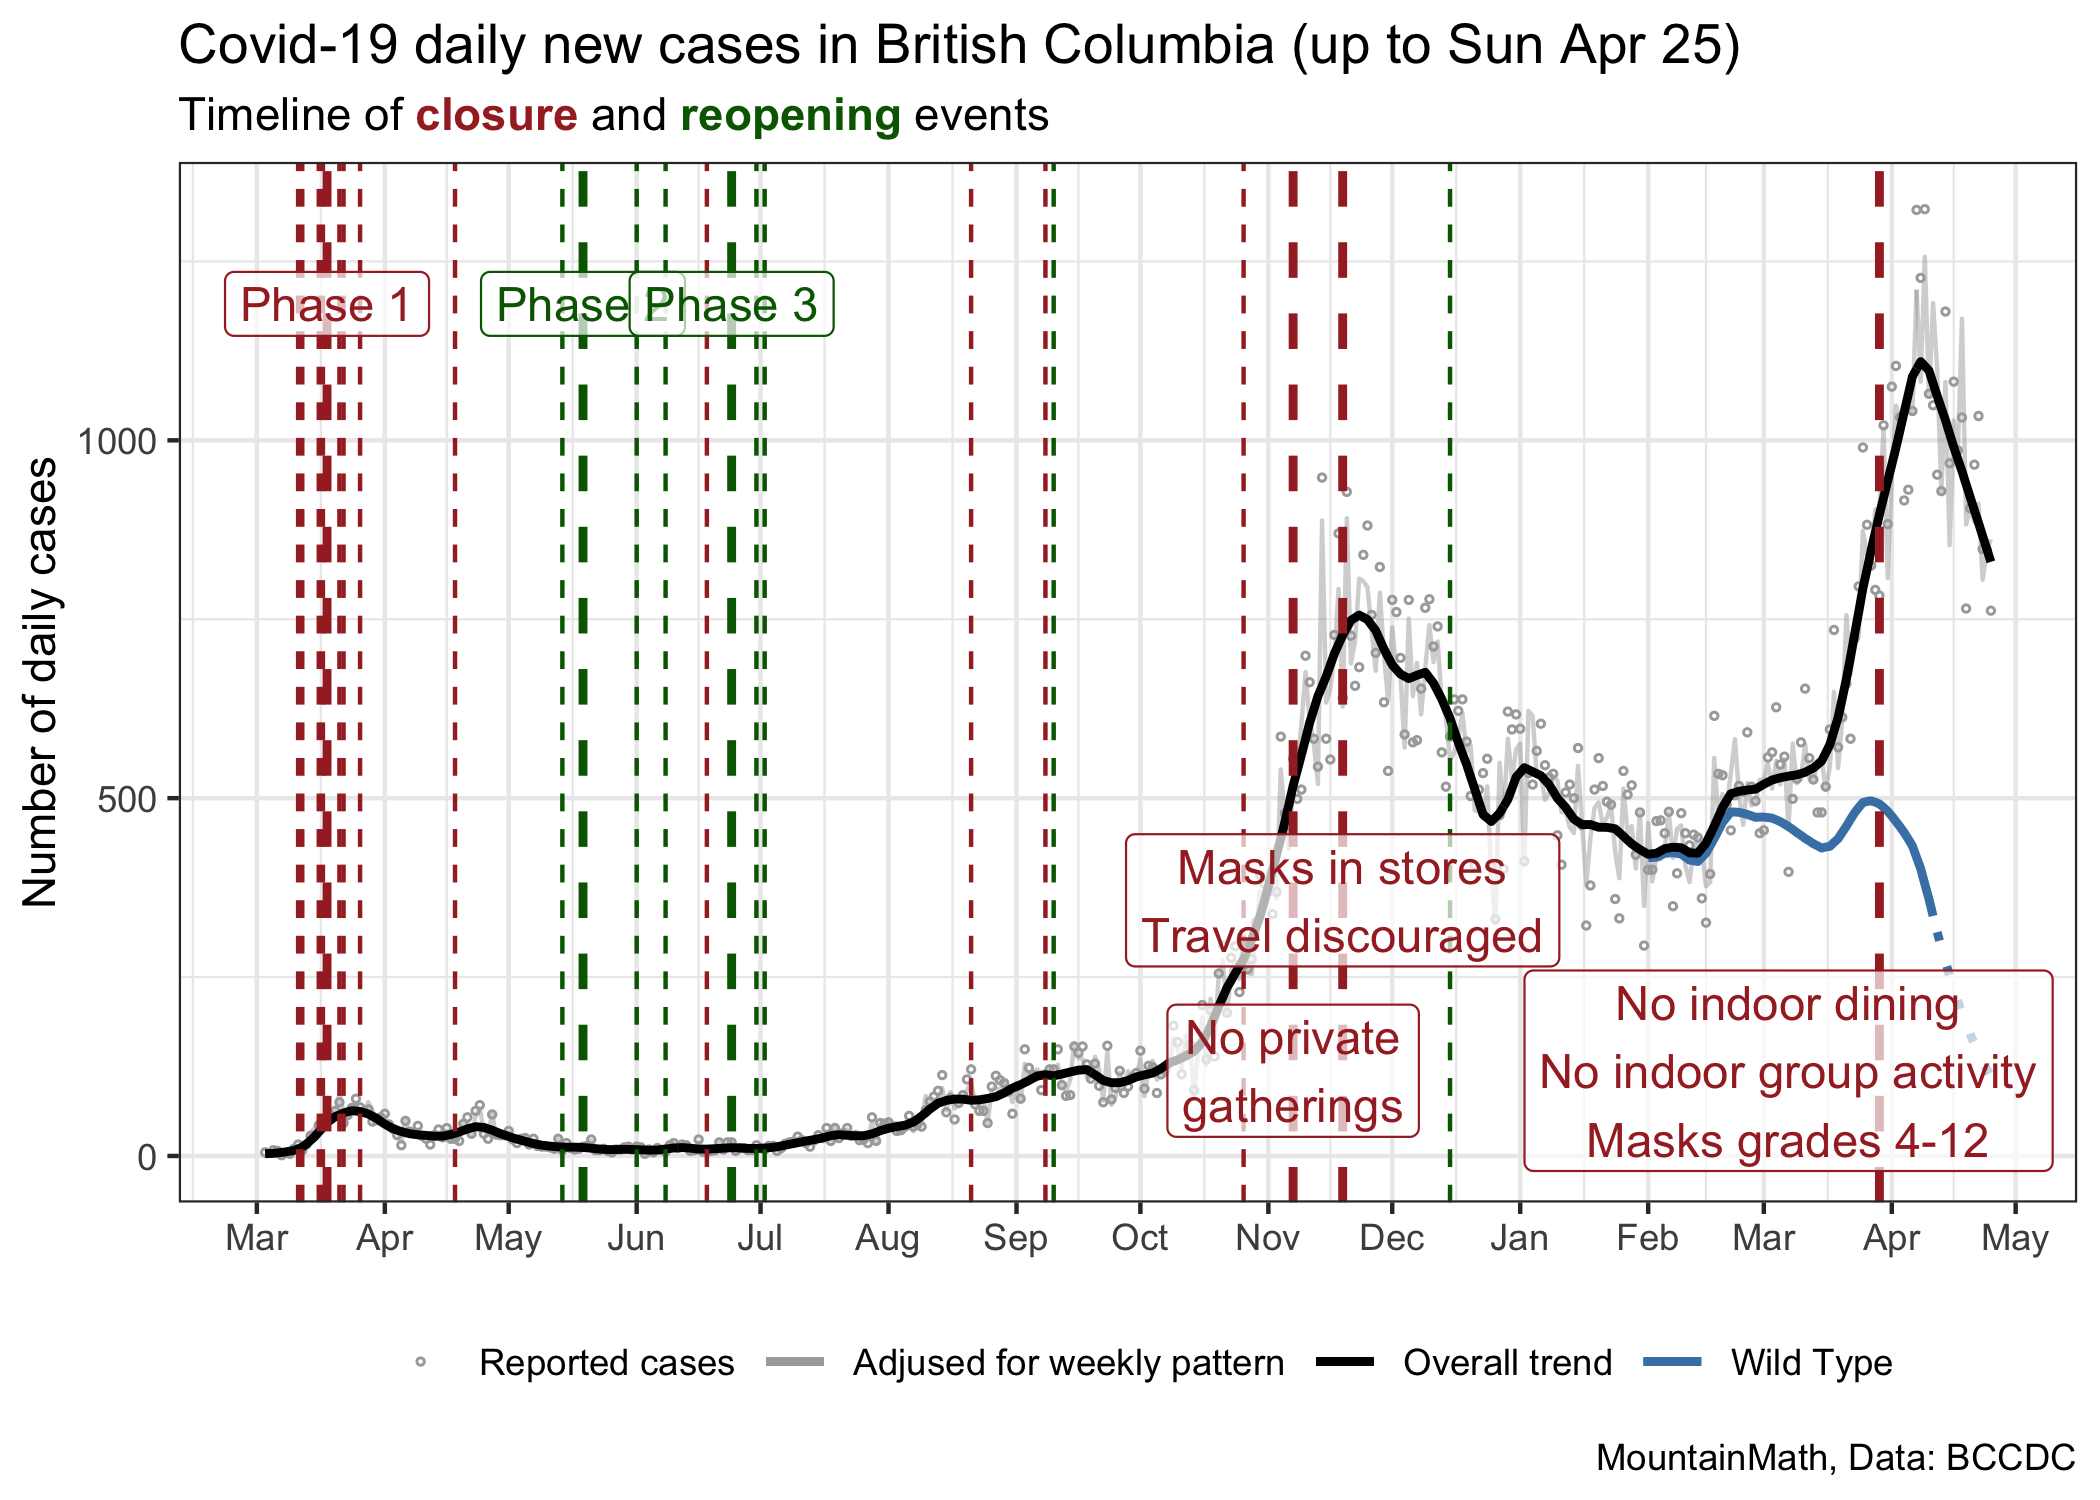 Covid-19 daily new cases in British Columbia (up to Sun Apr 25)
Timeline of closure and reopening events
Number of daily cases
1000
500
0
Phase 1
Phase 2
Phase 3
Masks in stores
Travel discouraged
No private
gatherings
No indoor dining
No indoor group activity
Masks grades 4-12
Mar Apr May Jun Jul Aug Sep Oct Nov Dec Jan Feb Mar Apr May
Reported cases Adjused for weekly pattern Overall trend Wild Type
MountainMath, Data: BCCDC